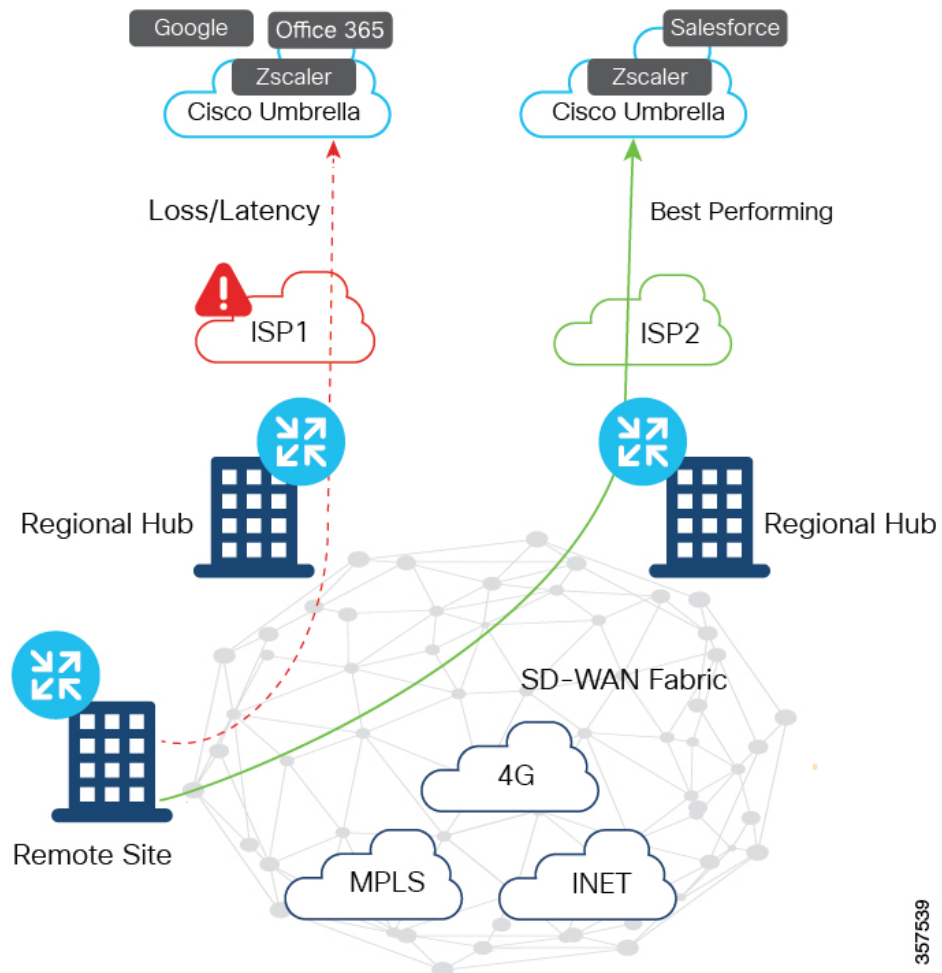 Google
Office 365
Salesforce
Zscaler
Zscaler
Cisco Umbrella
Cisco Umbrella
Loss/Latency
Best Performing
ISP1
ISP2
Regional Hub
Regional Hub
SD-WAN Fabric
4G
Remote Site
MPLS
INET
357539